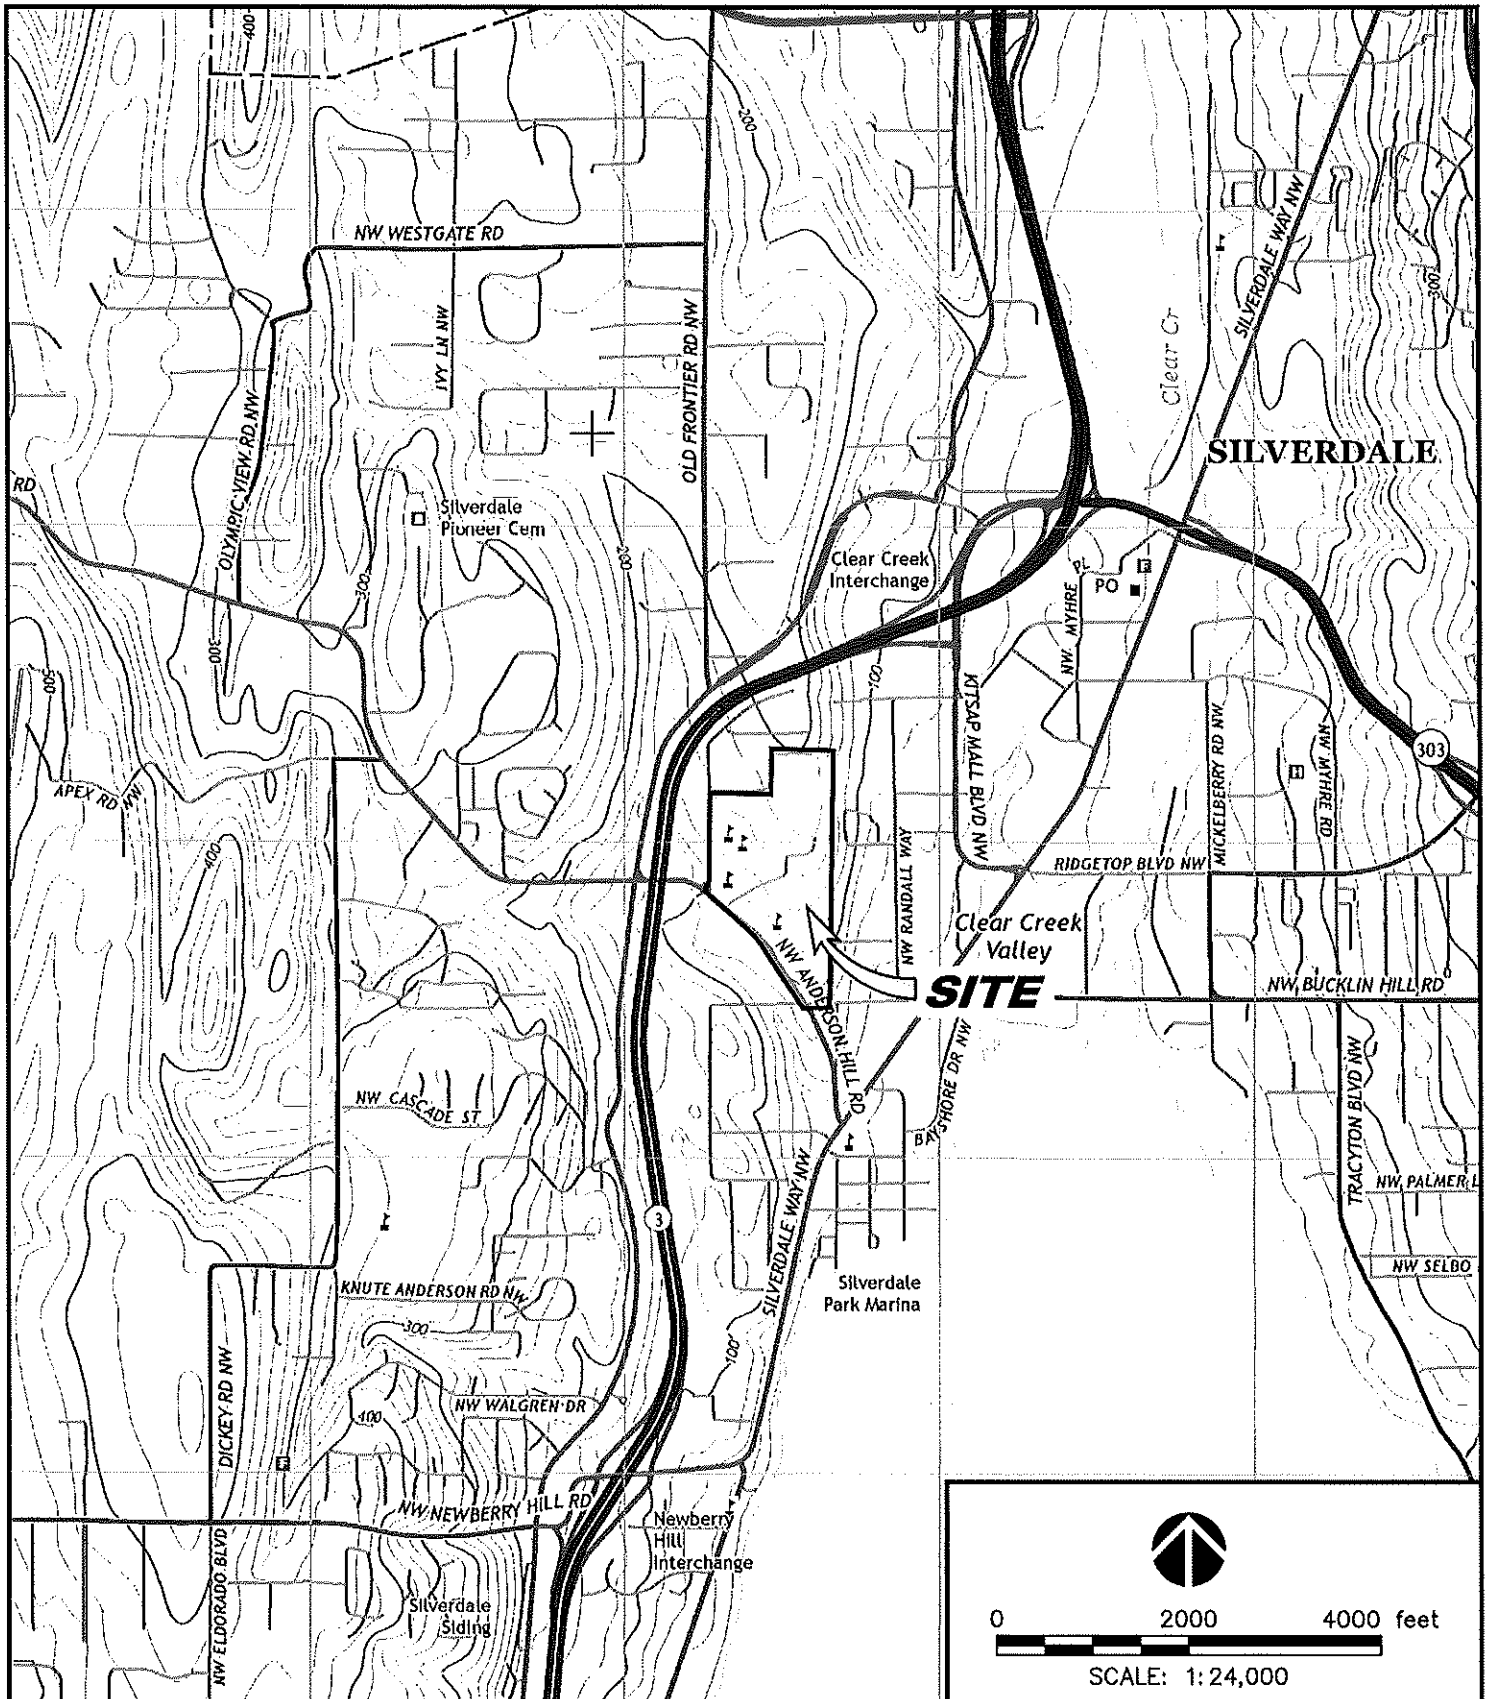 400
200
NW WESTGATE RD
SILVERDALE WAY NW
300
Clear Cr
IVY LN NW
OLD FRONTIER RD NW
OLYMPIC VIEW RD NW
SILVERDALE
RD
Silverdale
Pioneer Cem
300
200
Clear Creek
Interchange
PL
PO
NW MYHRE
300
500
100
KITSAP MALL BLVD NW
MICKELBERRY RD NW
NW MYHRE RD
303
H
APEX RD NW
400
NW RANDALL WAY
RIDGETOP BLVD NW
Clear Creek
Valley
NW ANDERSON HILL RD
SITE
NW BUCKLIN HILL RD
BAYSHORE DR NW
TRACYTON BLVD NW
NW CASCADE ST
NW PALMER L
3
SILVERDALE WAY NW
NW SELBO
KNUTE ANDERSON RD NW
Silverdale
Park Marina
300
100
DICKEY RD NW
NW WALGREN DR
400
NW NEWBERRY HILL RD
Newberry
Hill
Interchange
NW ELDORADO BLVD
Silverdale
Siding
0 2000 4000 feet
SCALE: 1:24,000